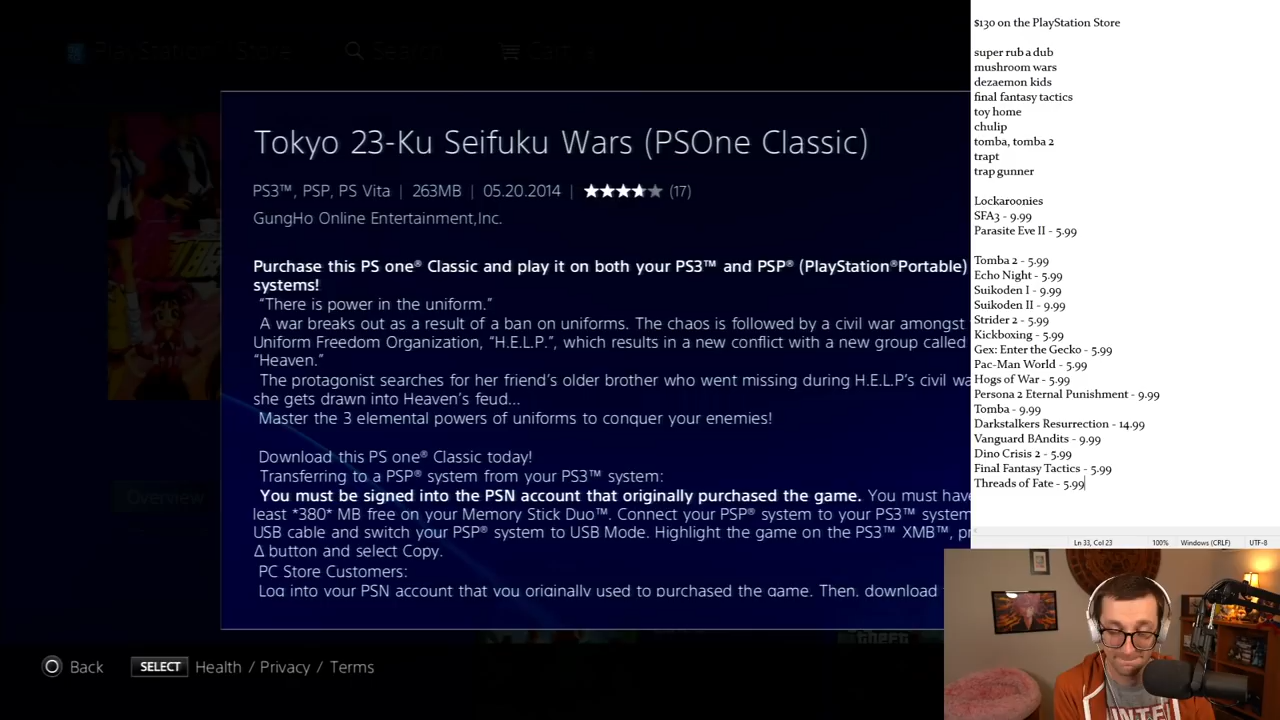 PlayStation Store
Search
Cart
Tokyo 23-Ku Seifuku Wars (PSOne Classic)
PS3™, PSP, PS Vita | 263MB | 05.20.2014 | ★★★★★ (17)
GungHo Online Entertainment,Inc.
Purchase this PS one® Classic and play it on both your PS3™ and PSP® (PlayStation®Portable)
systems!
“There is power in the uniform.”
A war breaks out as a result of a ban on uniforms. The chaos is followed by a civil war amongst
Uniform Freedom Organization, “H.E.L.P.”, which results in a new conflict with a new group called
“Heaven.”
The protagonist searches for her friend’s older brother who went missing during H.E.L.P’s civil
she gets drawn into Heaven’s feud...
Master the 3 elemental powers of uniforms to conquer your enemies!
Download this PS one® Classic today!
Transferring to a PSP® system from your PS3™ system:
You must be signed into the PSN account that originally purchased the game. You must have
least *380* MB free on your Memory Stick Duo™. Connect your PSP® system to your PS3™ system
USB cable and switch your PSP® system to USB Mode. Highlight the game on the PS3™ XMB™,
Δ button and select Copy.
PC Store Customers:
Log into your PSN account that you originally used to purchased the game. Then, download
Overview
Back
SELECT Health / Privacy / Terms
$130 on the PlayStation Store
super rub a dub
mushroom wars
dezaemon kids
final fantasy tactics
toy home
chulip
tomba, tomba 2
trapt
trap gunner
Lockaroonies
SFA3 - 9.99
Parasite Eve II - 5.99
Tomba 2 - 5.99
Echo Night - 5.99
Suikoden I - 9.99
Suikoden II - 9.99
Strider 2 - 5.99
Kickboxing - 5.99
Gex: Enter the Gecko - 5.99
Pac-Man World - 5.99
Hogs of War - 5.99
Persona 2 Eternal Punishment - 9.99
Tomba - 9.99
Darkstalkers Resurrection - 14.99
Vanguard BAndits - 9.99
Dino Crisis 2 - 5.99
Final Fantasy Tactics - 5.99
Threads of Fate - 5.99
Ln 33, Col 23 100% Windows (CRLF) UTF-8